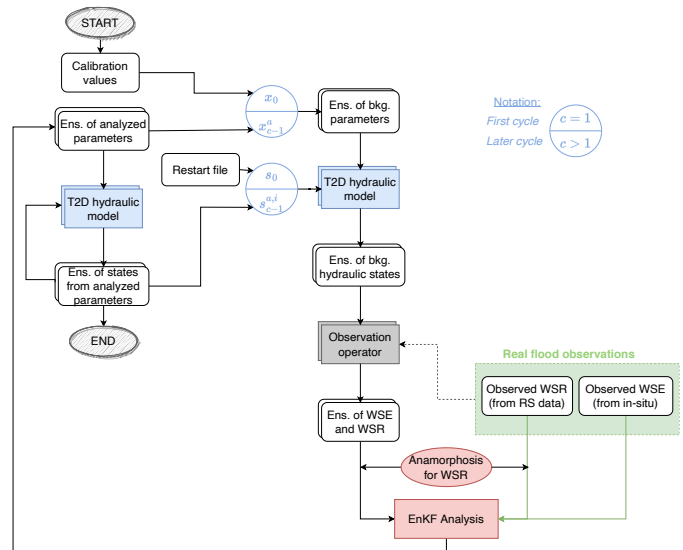 START
Calibration
values
Ens. of analyzed
parameters
T2D hydraulic
model
Ens. of states
from analyzed
parameters
END
x_0
x^a_{c-1}
Restart file
s_0
s^{a,i}_{c-1}
Ens. of bkg.
parameters
T2D hydraulic
model
Ens. of bkg.
hydraulic states
Observation
operator
Ens. of WSE
and WSR
Notation:
First cycle
Later cycle
c = 1
c > 1
Real flood observations
Observed WSR
(from RS data)
Observed WSE
(from in-situ)
Anamorphosis
for WSR
EnKF Analysis